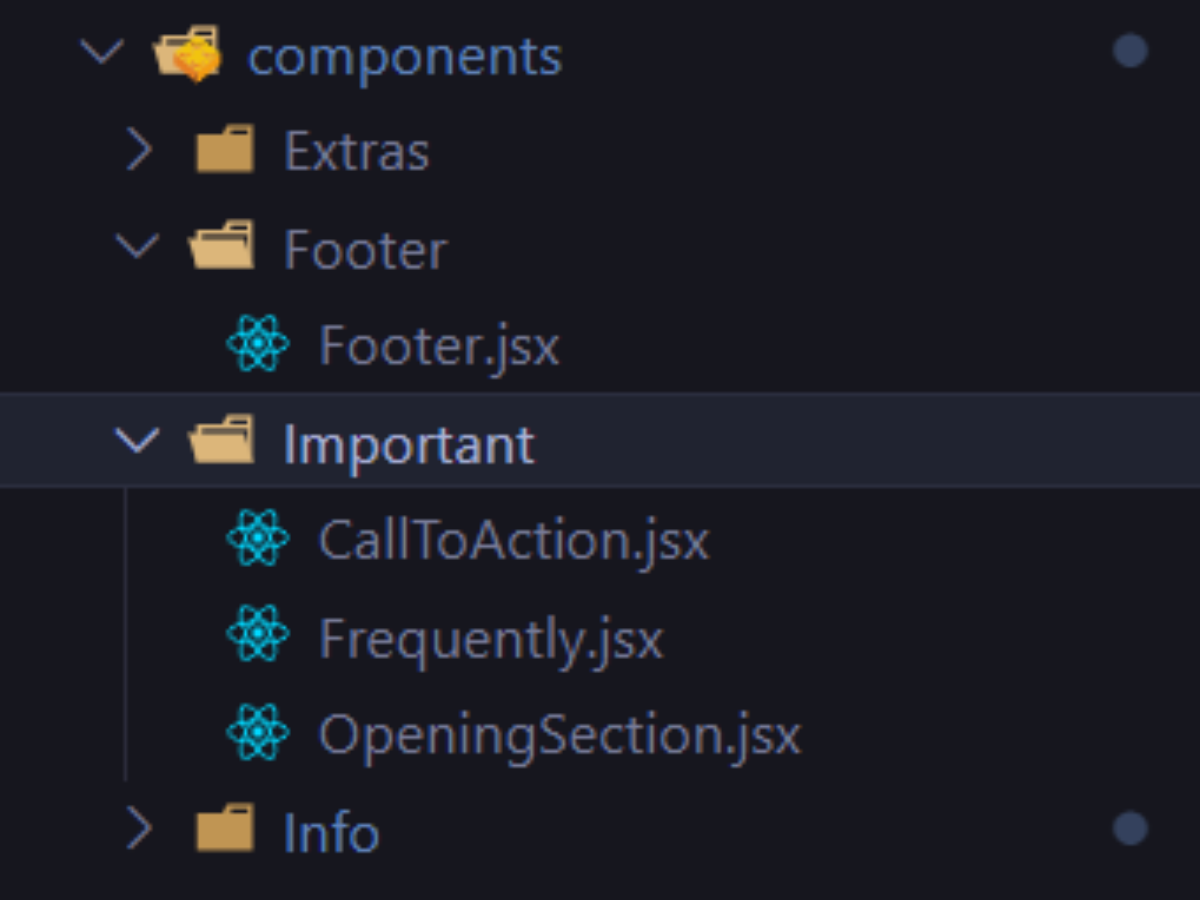 components
Extras
Footer
Footer.jsx
Important
CallToAction.jsx
Frequently.jsx
OpeningSection.jsx
Info